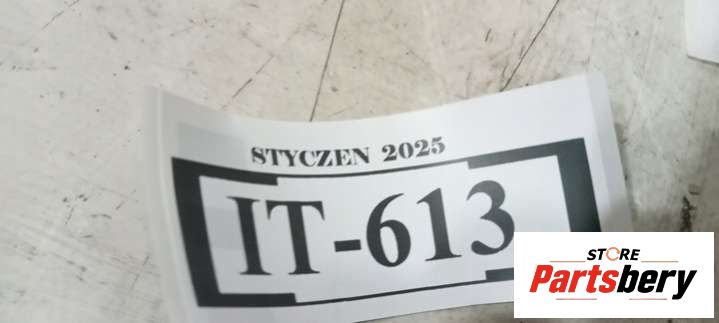 STYCZEN 2025
IT-613
STORE
Partsbery